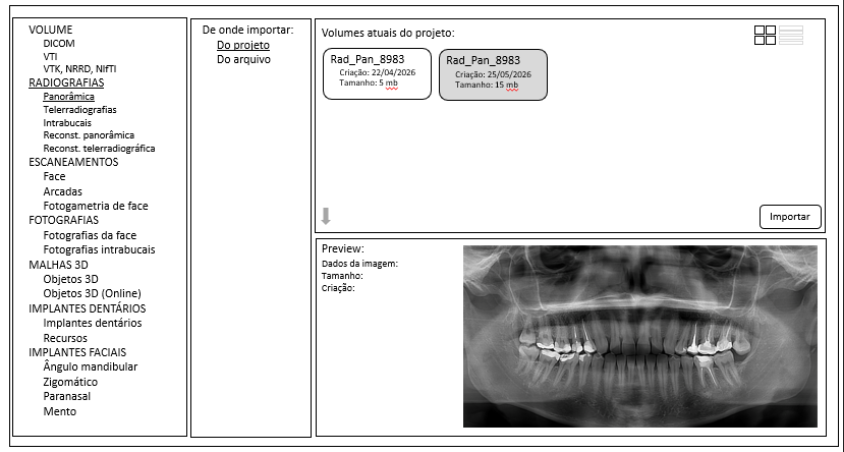 VOLUME
DICOM
VTI
VTK, NRRD, NIfTI
RADIOGRAFIAS
Panorâmica
Telerradiografias
Intrabucais
Reconst. panorâmica
Reconst. telerradiográfica
ESCANEAMENTOS
Face
Arcadas
Fotogametria de face
FOTOGRAFIAS
Fotografias da face
Fotografias intrabucais
MALHAS 3D
Objetos 3D
Objetos 3D (Online)
IMPLANTES DENTÁRIOS
Implantes dentários
Recursos
IMPLANTES FACIAIS
Ângulo mandibular
Zigomático
Paranasal
Mento
De onde importar:
Do projeto
Do arquivo
Volumes atuais do projeto:
Rad_Pan_8983
Criação: 22/04/2026
Tamanho: 5 mb
Rad_Pan_8983
Criação: 25/05/2026
Tamanho: 15 mb
Importar
Preview:
Dados da imagem:
Tamanho:
Criação: